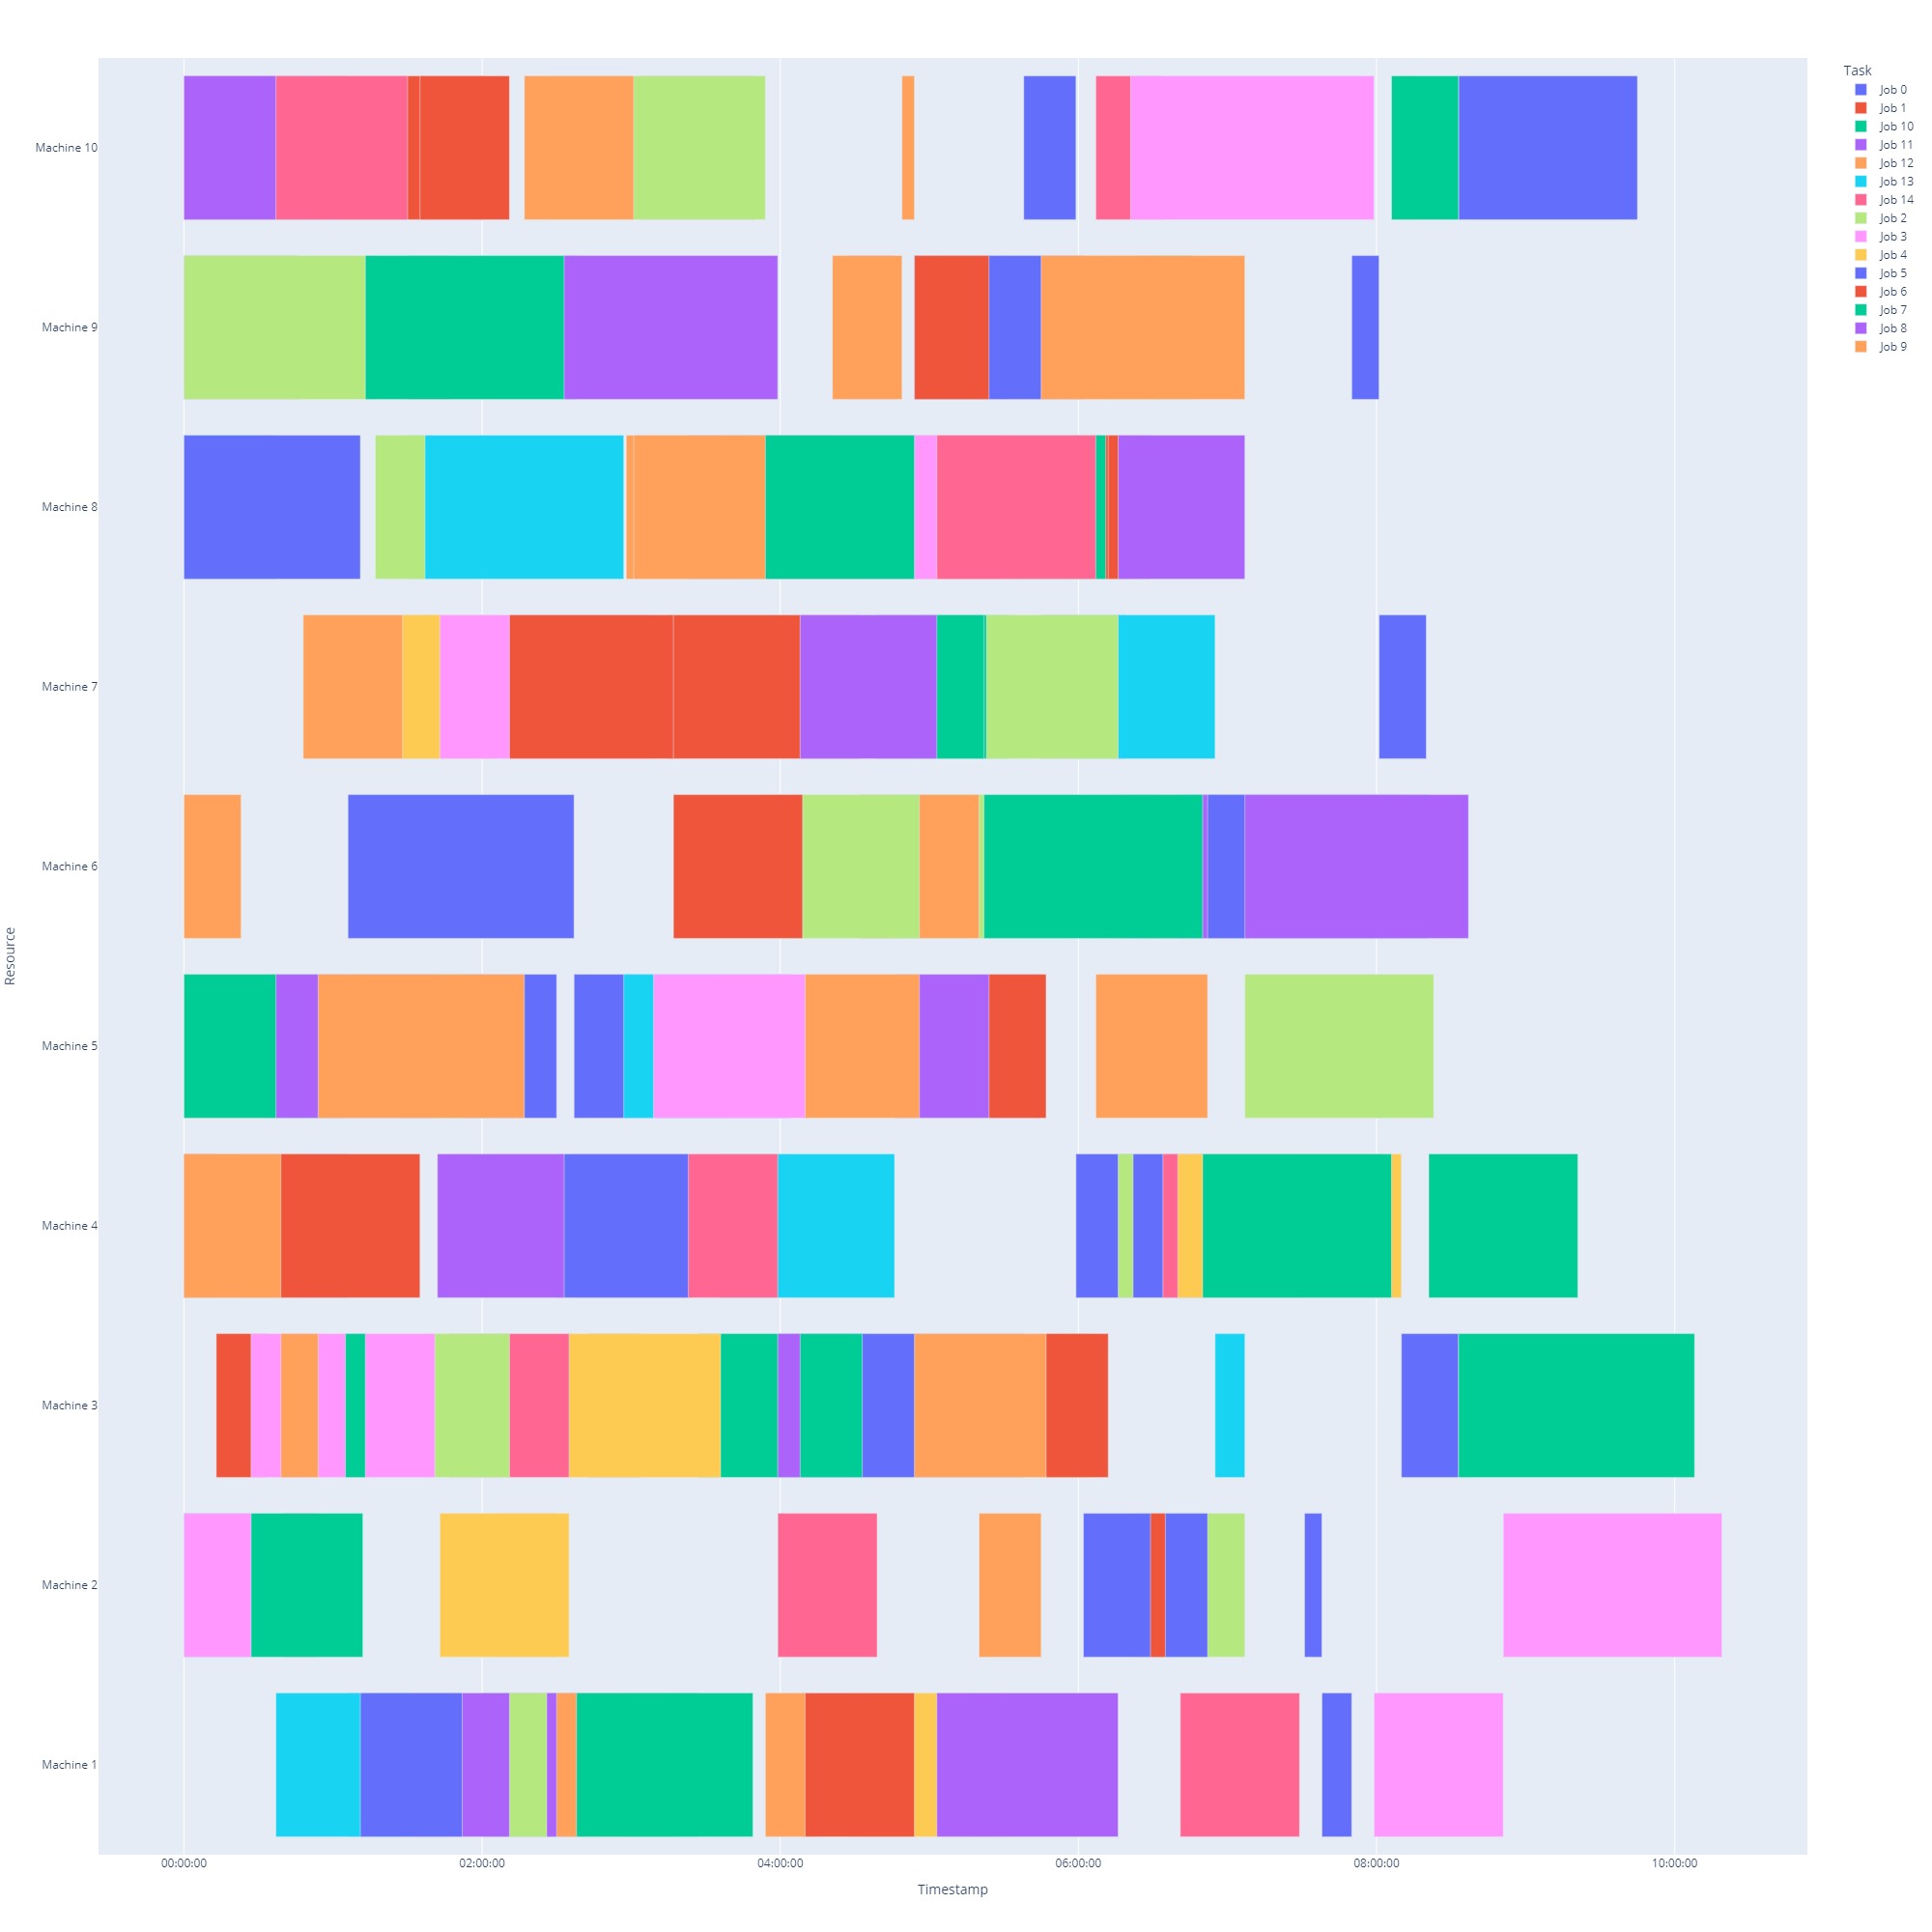 Task
Job 0
Job 1
Job 10
Job 11
Job 12
Job 13
Job 14
Job 2
Job 3
Job 4
Job 5
Job 6
Job 7
Job 8
Job 9
Resource
Machine 10
Machine 9
Machine 8
Machine 7
Machine 6
Machine 5
Machine 4
Machine 3
Machine 2
Machine 1
00:00:00 02:00:00 04:00:00 06:00:00 08:00:00 10:00:00
Timestamp